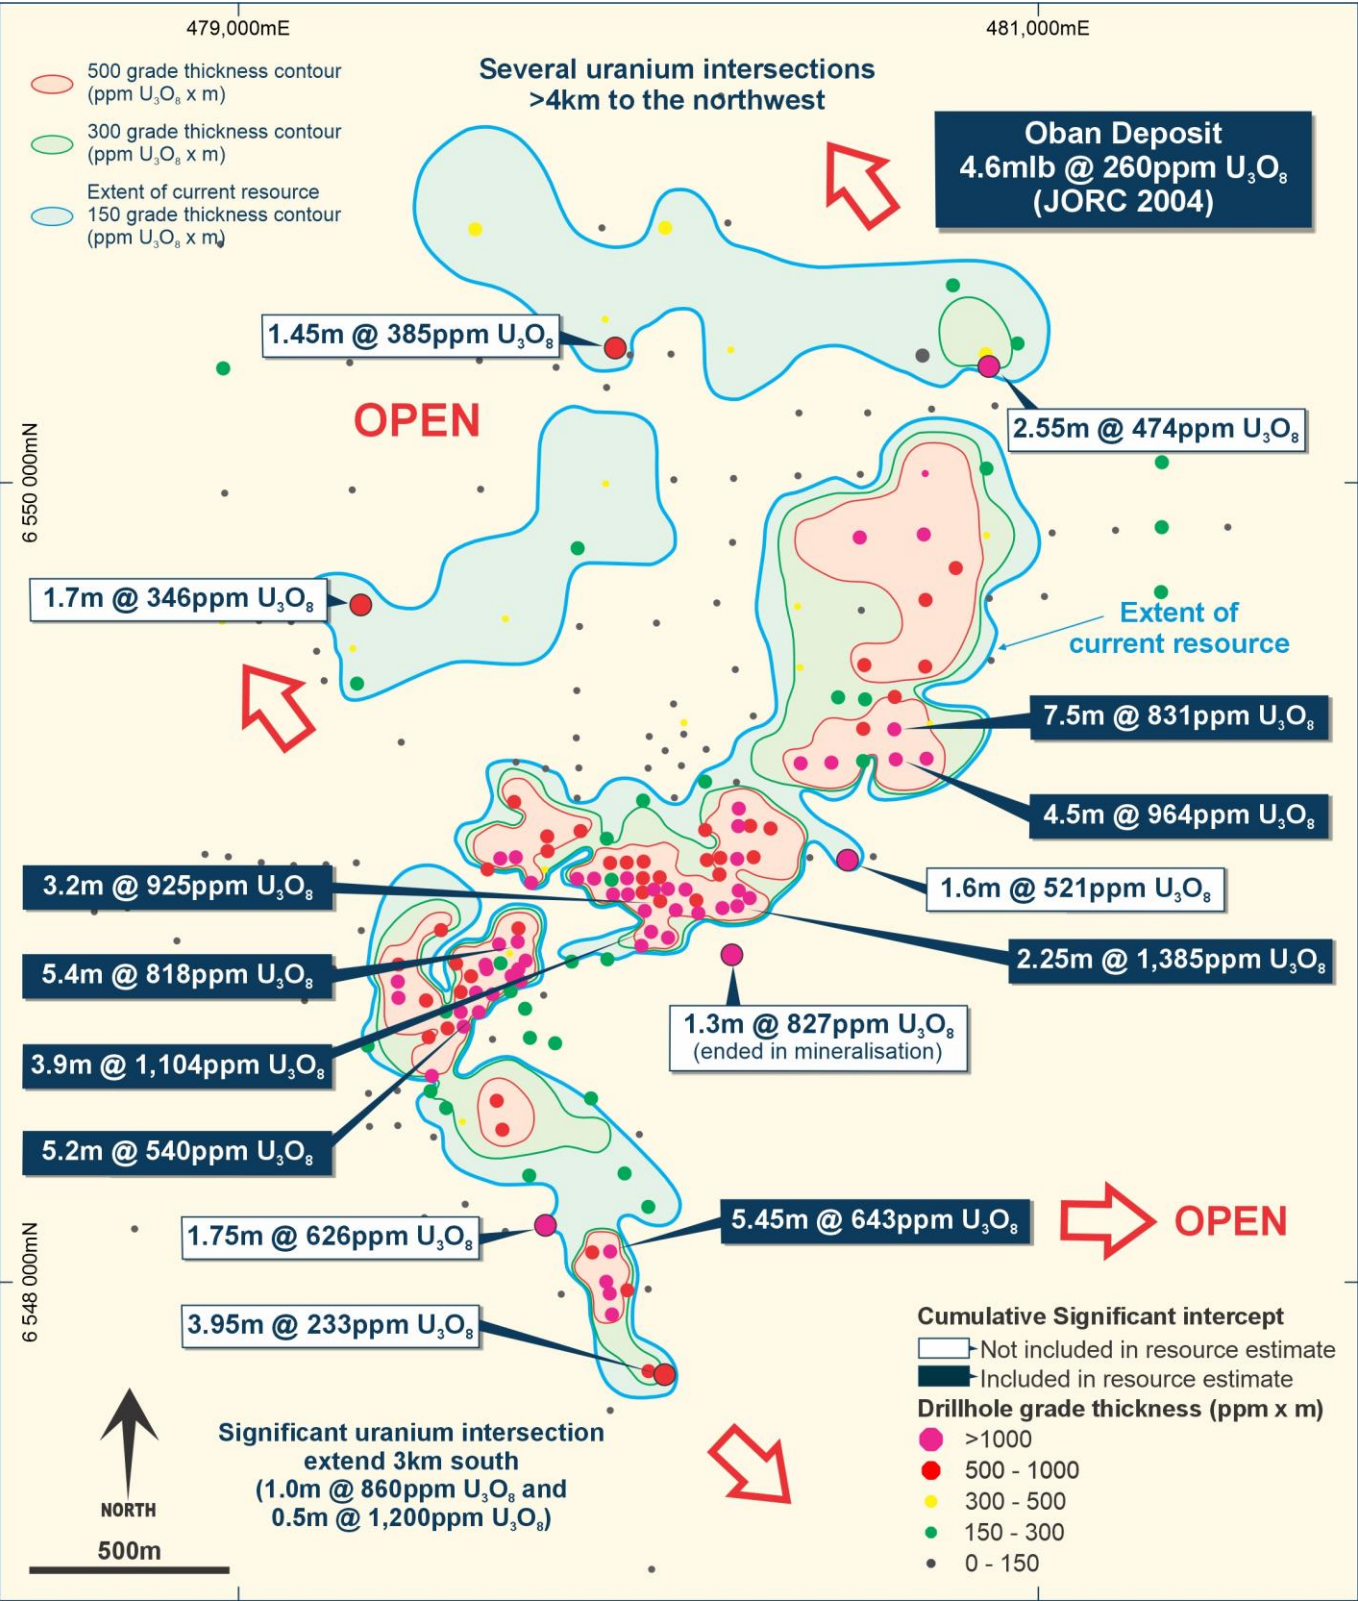 479,000mE
481,000mE
500 grade thickness contour
(ppm U₃O₈ x m)
300 grade thickness contour
(ppm U₃O₈ x m)
Extent of current resource
150 grade thickness contour
(ppm U₃O₈ x m)
Several uranium intersections
>4km to the northwest
Oban Deposit
4.6mlb @ 260ppm U₃O₈
(JORC 2004)
1.45m @ 385ppm U₃O₈
OPEN
2.55m @ 474ppm U₃O₈
6 550 000mN
1.7m @ 346ppm U₃O₈
Extent of
current resource
7.5m @ 831ppm U₃O₈
4.5m @ 964ppm U₃O₈
3.2m @ 925ppm U₃O₈
1.6m @ 521ppm U₃O₈
5.4m @ 818ppm U₃O₈
2.25m @ 1,385ppm U₃O₈
1.3m @ 827ppm U₃O₈
(ended in mineralisation)
3.9m @ 1,104ppm U₃O₈
5.2m @ 540ppm U₃O₈
1.75m @ 626ppm U₃O₈
5.45m @ 643ppm U₃O₈
OPEN
6 548 000mN
3.95m @ 233ppm U₃O₈
Cumulative Significant intercept
Not included in resource estimate
Included in resource estimate
Drillhole grade thickness (ppm x m)
>1000
500 - 1000
300 - 500
150 - 300
0 - 150
Significant uranium intersection
extend 3km south
(1.0m @ 860ppm U₃O₈ and
0.5m @ 1,200ppm U₃O₈)
NORTH
500m